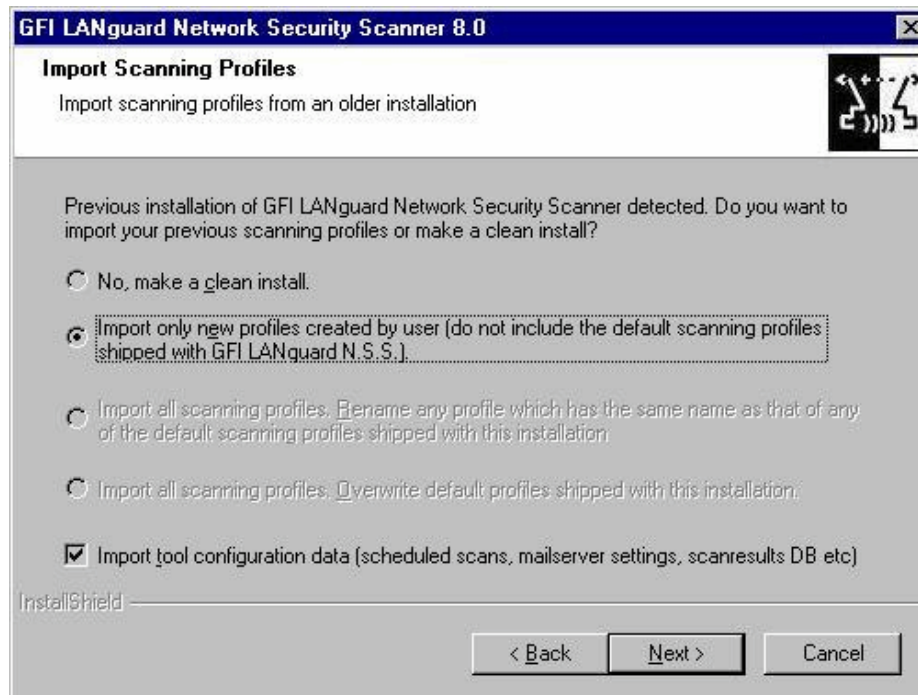 GFI LANguard Network Security Scanner 8.0
Import Scanning Profiles
Import scanning profiles from an older installation
Previous installation of GFI LANguard Network Security Scanner detected. Do you want to
import your previous scanning profiles or make a clean install?
No, make a clean install.
Import only new profiles created by user (do not include the default scanning profiles
shipped with GFI LANguard N.S.S.).
Import all scanning profiles. Rename any profile which has the same name as that of any
of the default scanning profiles shipped with this installation
Import all scanning profiles. Overwrite default profiles shipped with this installation.
Import tool configuration data (scheduled scans, mailserver settings, scanresults DB etc)
InstallShield
< Back
Next >
Cancel